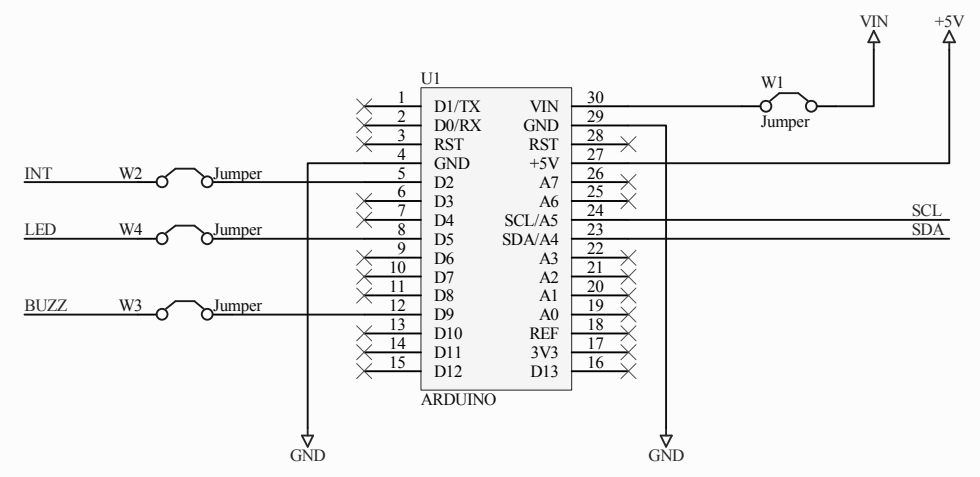 VIN +5V
U1 W1
1 D1/TX VIN 30
2 D0/RX GND 29 Jumper
3 RST RST 28
4 GND +5V 27
INT W2 Jumper 5 D2 A7 26
6 D3 A6 25
7 D4 SCL/A5 24 SCL
LED W4 Jumper 8 D5 SDA/A4 23 SDA
9 D6 A3 22
10 D7 A2 21
11 D8 A1 20
BUZZ W3 Jumper 12 D9 A0 19
13 D10 REF 18
14 D11 3V3 17
15 D12 D13 16
ARDUINO
GND GND